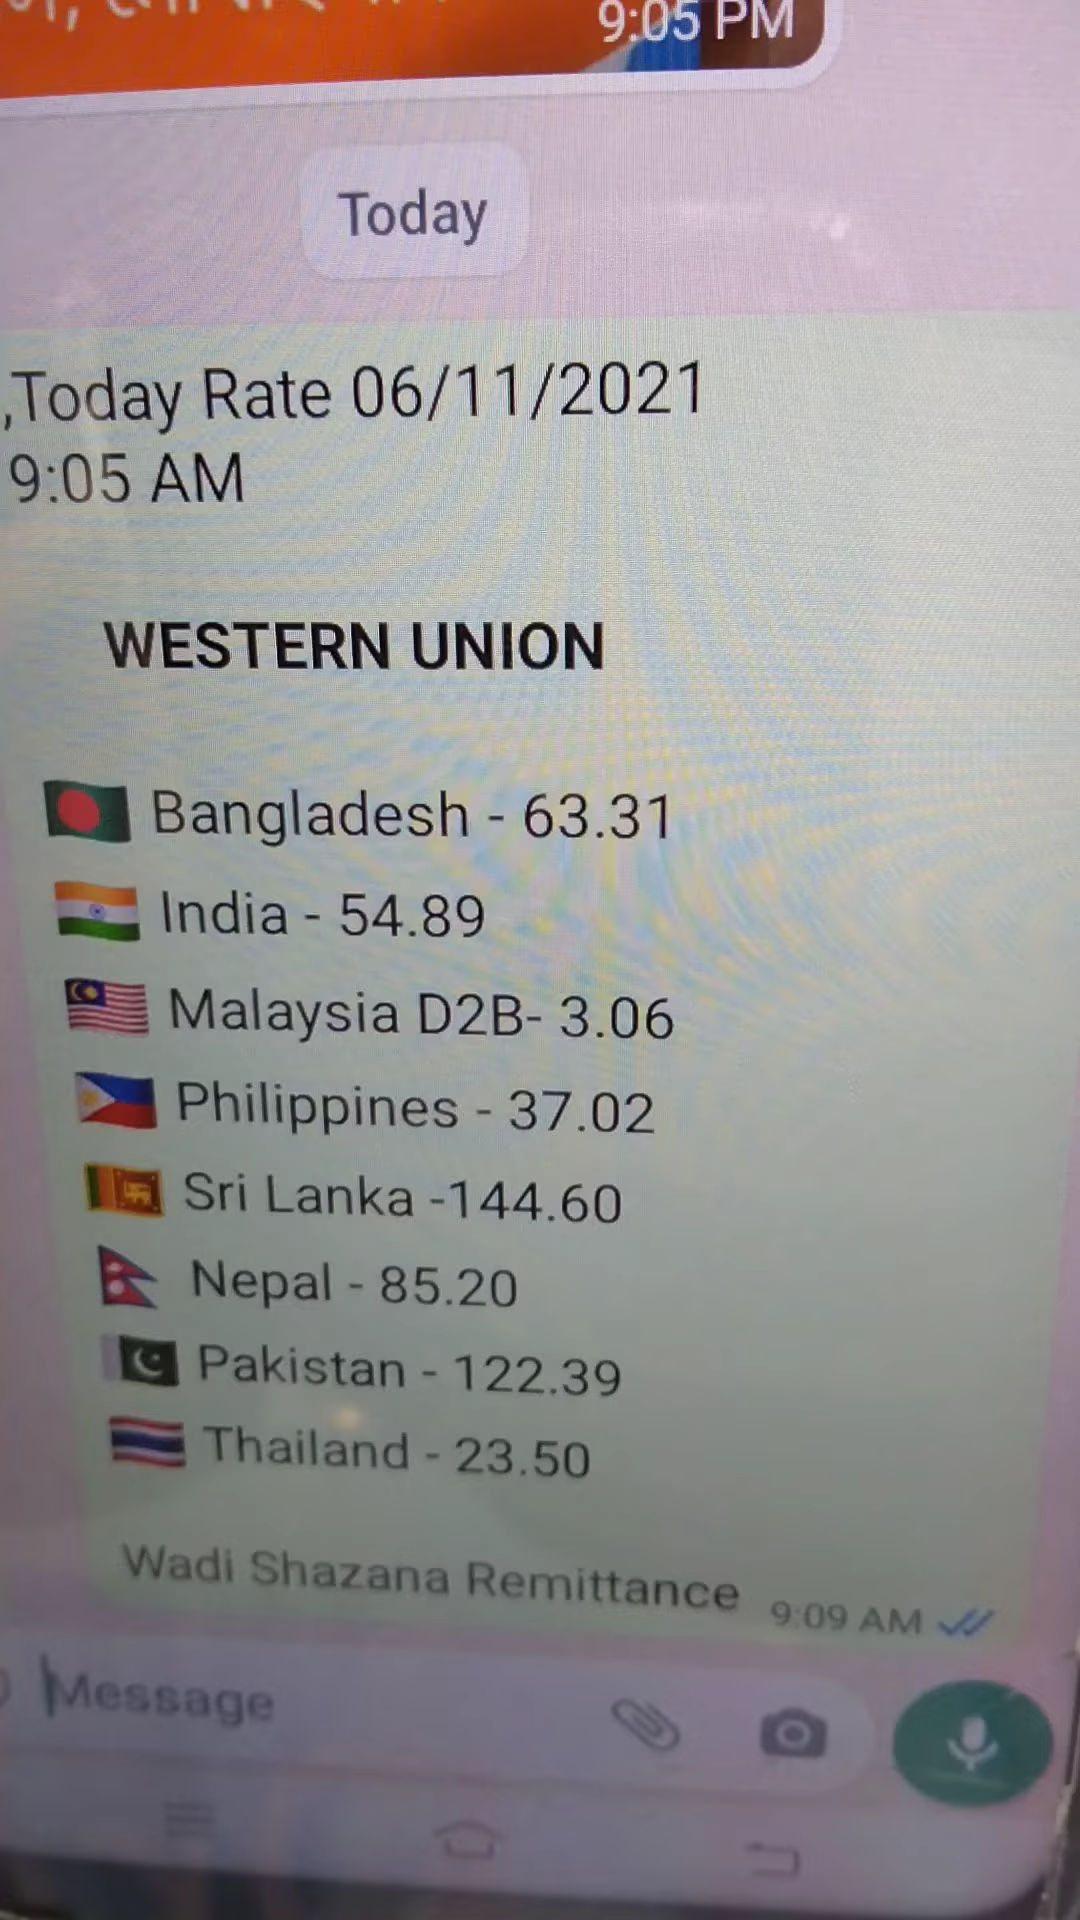 9:05 PM
Today
,Today Rate 06/11/2021
9:05 AM
WESTERN UNION
Bangladesh - 63.31
India - 54.89
Malaysia D2B- 3.06
Philippines - 37.02
Sri Lanka -144.60
Nepal - 85.20
Pakistan - 122.39
Thailand - 23.50
Wadi Shazana Remittance
9:09 AM
Message